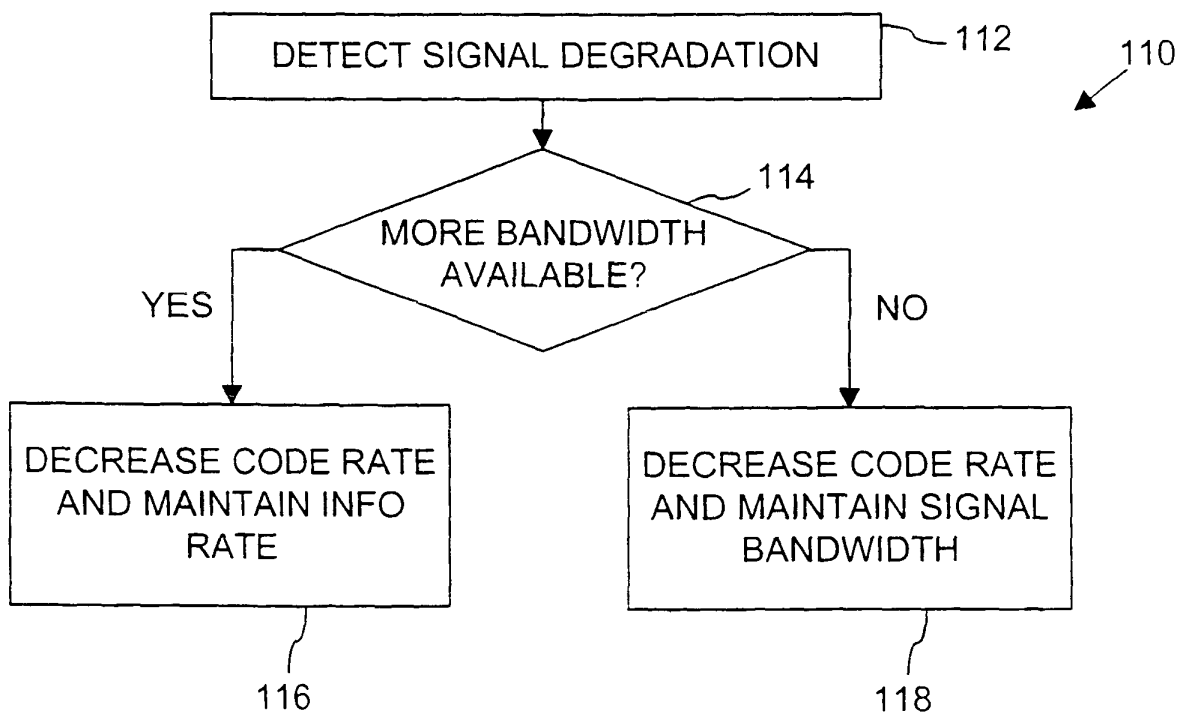 DETECT SIGNAL DEGRADATION
112
110
114
MORE BANDWIDTH
AVAILABLE?
YES
NO
DECREASE CODE RATE
AND MAINTAIN INFO
RATE
DECREASE CODE RATE
AND MAINTAIN SIGNAL
BANDWIDTH
116
118